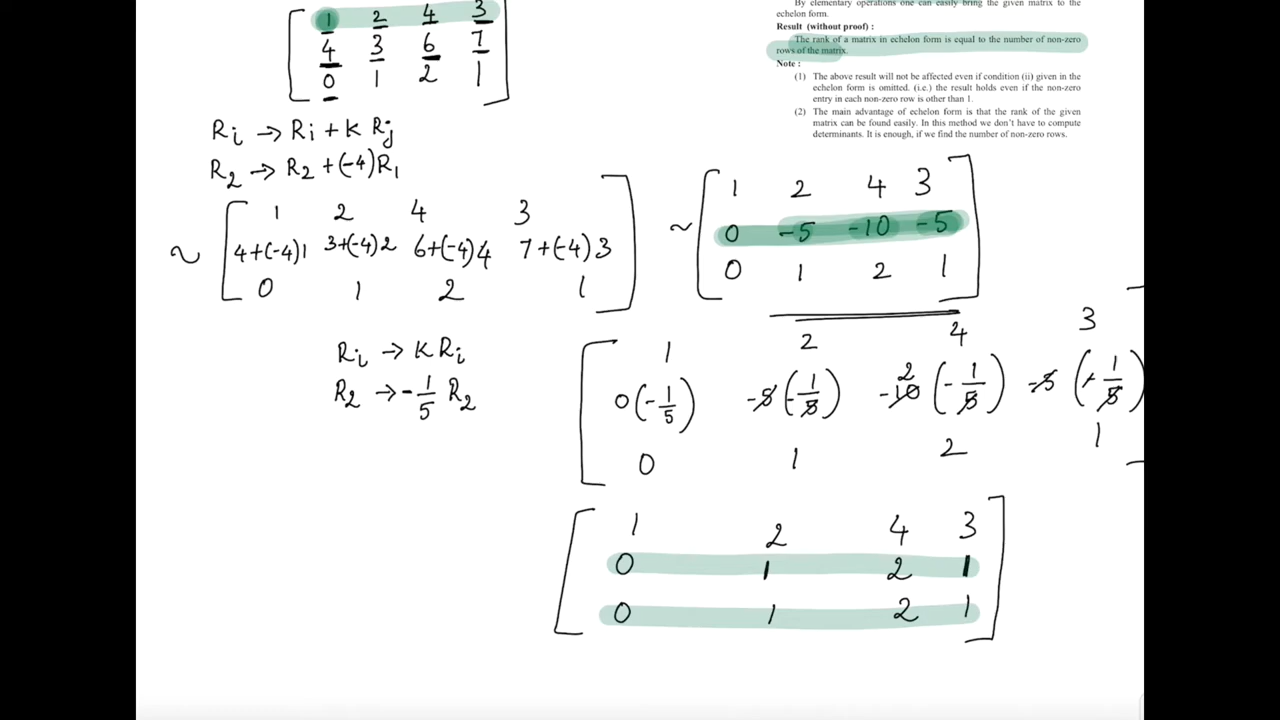 By elementary operations one can easily bring the given matrix to the
echelon form.
Result (without proof) :
The rank of a matrix in echelon form is equal to the number of non-zero
rows of the matrix.
Note :
(1) The above result will not be affected even if condition (ii) given in the
echelon form is omitted. (i.e.) the result holds even if the non-zero
entry in each non-zero row is other than 1.
(2) The main advantage of echelon form is that the rank of the given
matrix can be found easily. In this method we don't have to compute
determinants. It is enough, if we find the number of non-zero rows.
1 2 4 3
4 3 6 7
0 1 2 1
Ri → Ri + K Rj
R2 → R2 + (-4)R1
1 2 4 3
~ 4+(-4)1 3+(-4)2 6+(-4)4 7+(-4)3
0 1 2 1
1 2 4 3
~ 0 -5 -10 -5
0 1 2 1
Ri → K Ri
R2 → -1/5 R2
1 2 4 3
0(-1/5) -5(-1/5) -10 2 (-1/5) -5(-1/5)
0 1 2 1
1 2 4 3
0 1 2 1
0 1 2 1